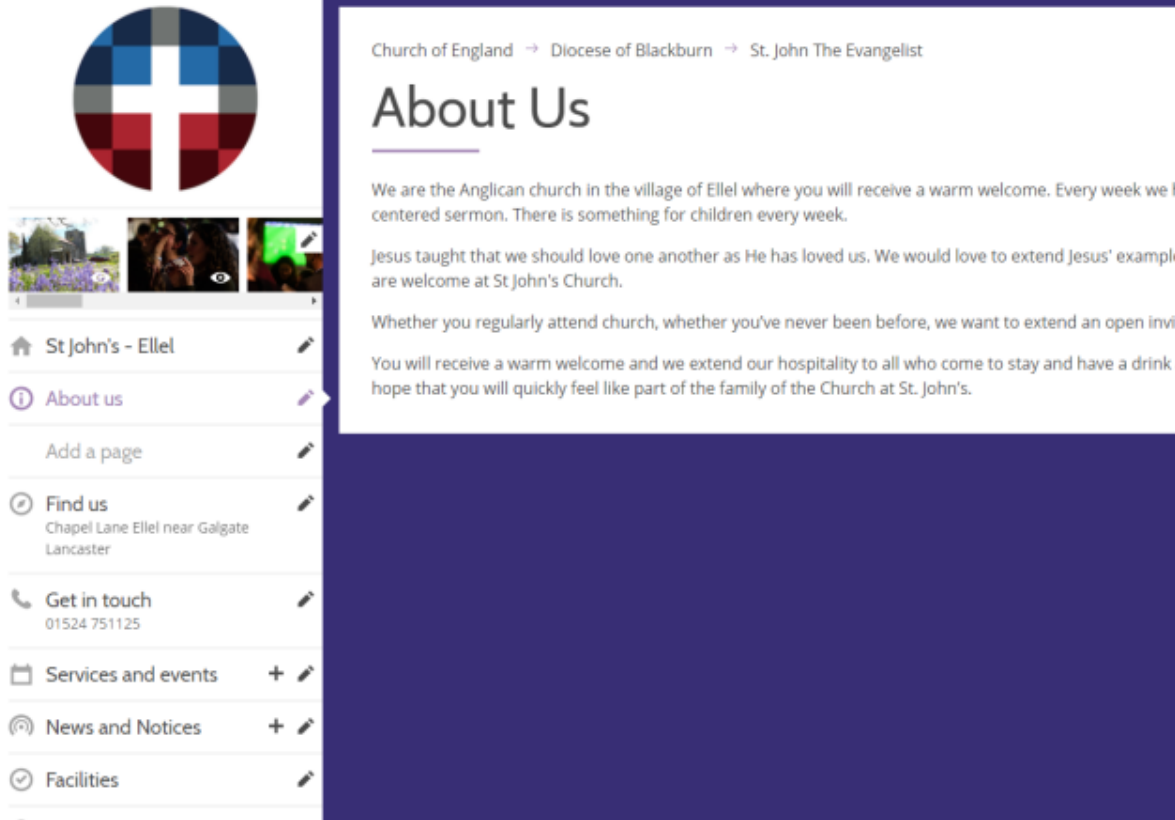 Church of England → Diocese of Blackburn → St. John The Evangelist
About Us
We are the Anglican church in the village of Ellel where you will receive a warm welcome. Every week we
centered sermon. There is something for children every week.
Jesus taught that we should love one another as He has loved us. We would love to extend Jesus' example
are welcome at St John's Church.
Whether you regularly attend church, whether you've never been before, we want to extend an open invi
You will receive a warm welcome and we extend our hospitality to all who come to stay and have a drink
hope that you will quickly feel like part of the family of the Church at St. John's.
St John's - Ellel
About us
Add a page
Find us
Chapel Lane Ellel near Galgate
Lancaster
Get in touch
01524 751125
Services and events
News and Notices
Facilities